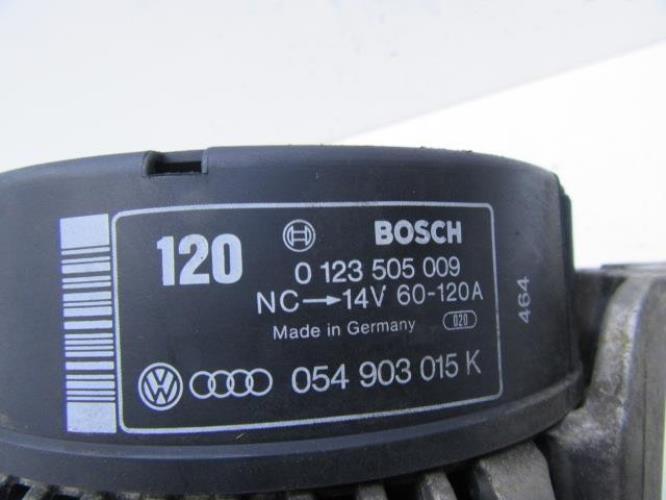 120 BOSCH
0 123 505 009
NC→14V 60-120A
Made in Germany 020
054 903 015 K
464